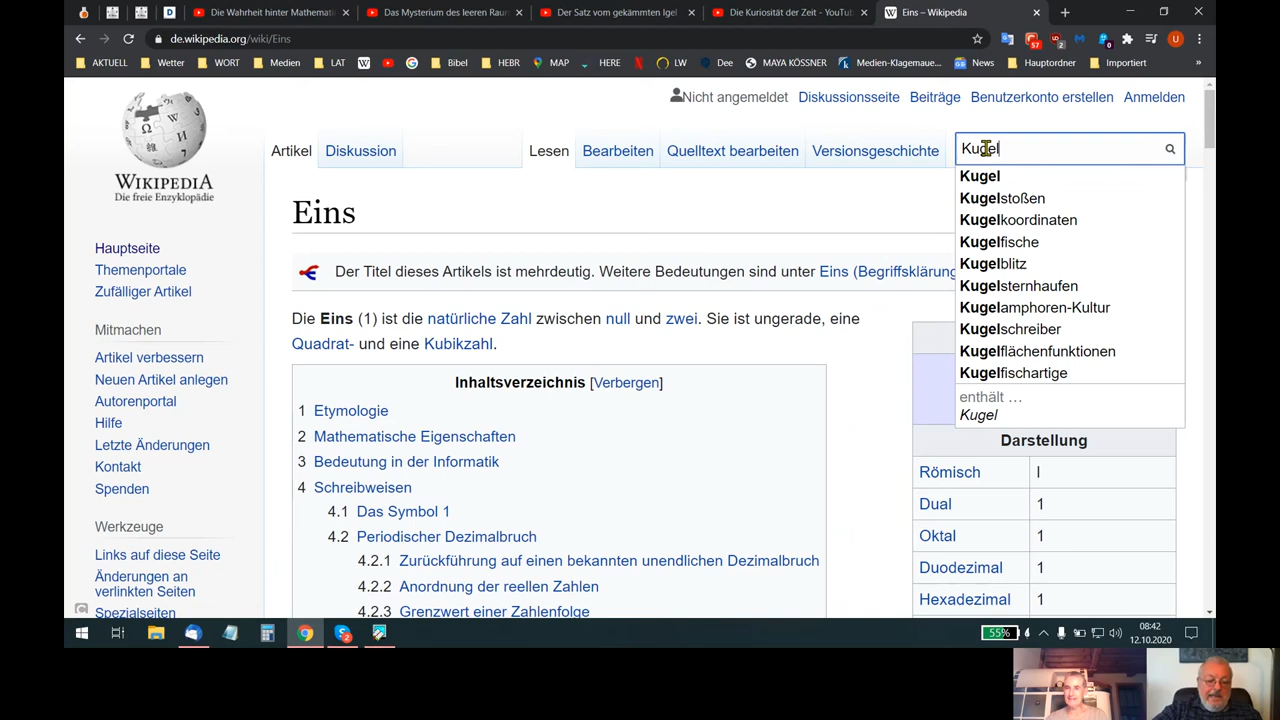 Die Wahrheit hinter Mathemati
Das Mysterium des leeren Raun
Der Satz vom gekämmten Igel
Die Kuriosität der Zeit - YouTub
Eins – Wikipedia
de.wikipedia.org/wiki/Eins
57
2
0
U
AKTUELL
Wetter
WORT
Medien
LAT
W
Bibel
HEBR
MAP
HERE
LW
Dee
MAYA KÖSSNER
Medien-Klagemaue...
News
Hauptordner
Importiert
»
Nicht angemeldet
Diskussionsseite
Beiträge
Benutzerkonto erstellen
Anmelden
WIKIPEDIA
Die freie Enzyklopädie
Artikel
Diskussion
Lesen
Bearbeiten
Quelltext bearbeiten
Versionsgeschichte
Kugel
Kugel
Kugelstoßen
Kugelkoordinaten
Kugelfische
Kugelblitz
Kugelsternhaufen
Kugelamphoren-Kultur
Kugelschreiber
Kugelflächenfunktionen
Kugelfischartige
enthält …
Kugel
Hauptseite
Themenportale
Zufälliger Artikel
Mitmachen
Artikel verbessern
Neuen Artikel anlegen
Autorenportal
Hilfe
Letzte Änderungen
Kontakt
Spenden
Werkzeuge
Links auf diese Seite
Änderungen an
verlinkten Seiten
Spezialseiten
Eins
Der Titel dieses Artikels ist mehrdeutig. Weitere Bedeutungen sind unter Eins (Begriffsklärung
Die Eins (1) ist die natürliche Zahl zwischen null und zwei. Sie ist ungerade, eine
Quadrat- und eine Kubikzahl.
Inhaltsverzeichnis [Verbergen]
1 Etymologie
2 Mathematische Eigenschaften
3 Bedeutung in der Informatik
4 Schreibweisen
4.1 Das Symbol 1
4.2 Periodischer Dezimalbruch
4.2.1 Zurückführung auf einen bekannten unendlichen Dezimalbruch
4.2.2 Anordnung der reellen Zahlen
4.2.3 Grenzwert einer Zahlenfolge
Darstellung
Römisch I
Dual 1
Oktal 1
Duodezimal 1
Hexadezimal 1
55%
08:42
12.10.2020